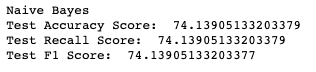 Naive Bayes
Test Accuracy Score:  74.13905133203379
Test Recall Score:  74.13905133203379
Test F1 Score:  74.13905133203377